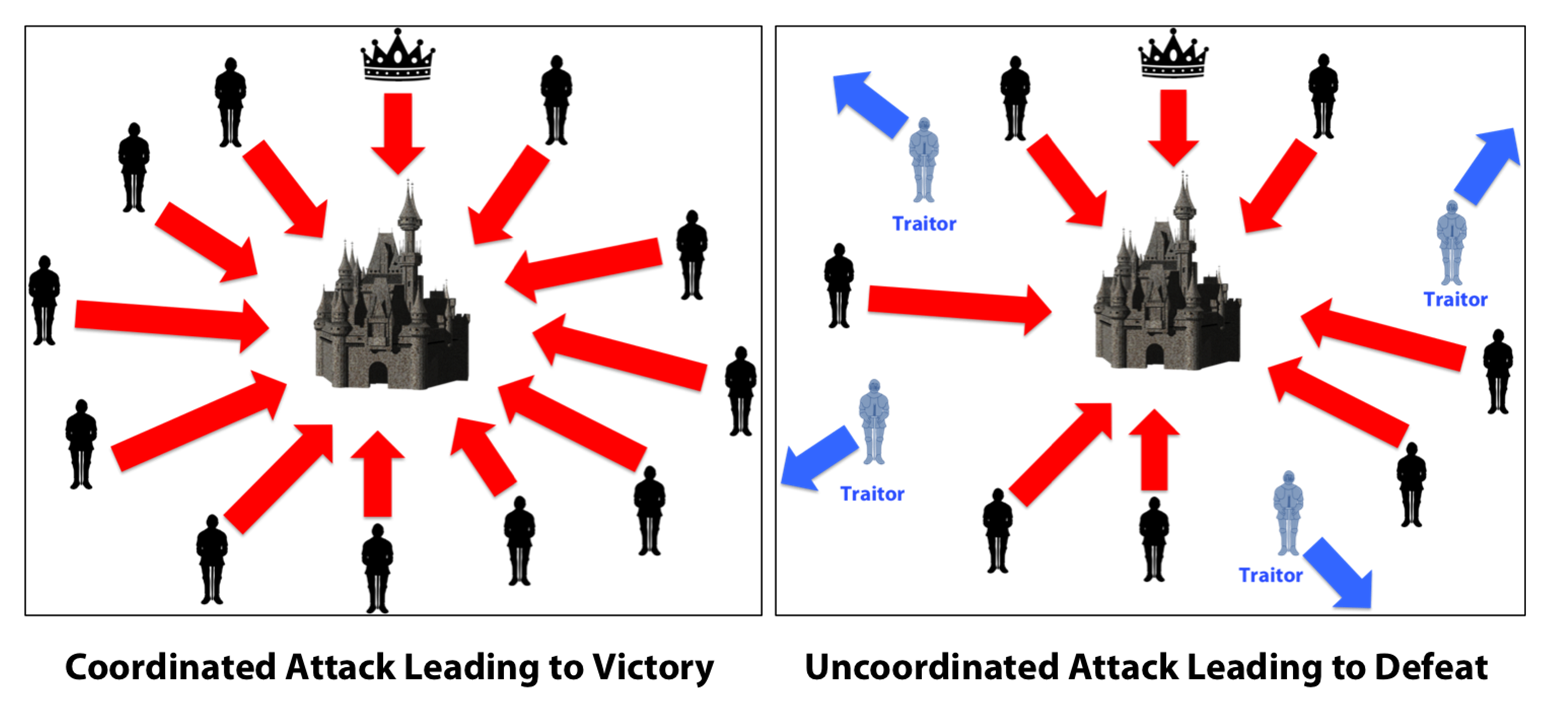 Traitor
Traitor
Traitor
Traitor
Coordinated Attack Leading to Victory
Uncoordinated Attack Leading to Defeat